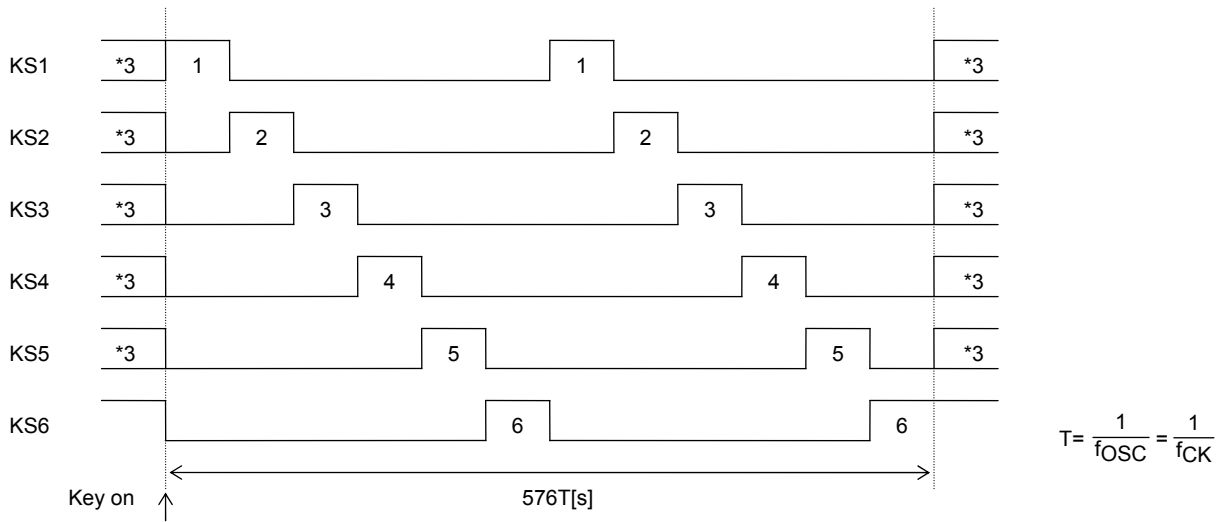 KS1 *3 1 1 *3
KS2 *3 2 2 *3
KS3 *3 3 3 *3
KS4 *3 4 4 *3
KS5 *3 5 5 *3
KS6 6 6
T= 1/fOSC = 1/fCK
Key on 576T[s]